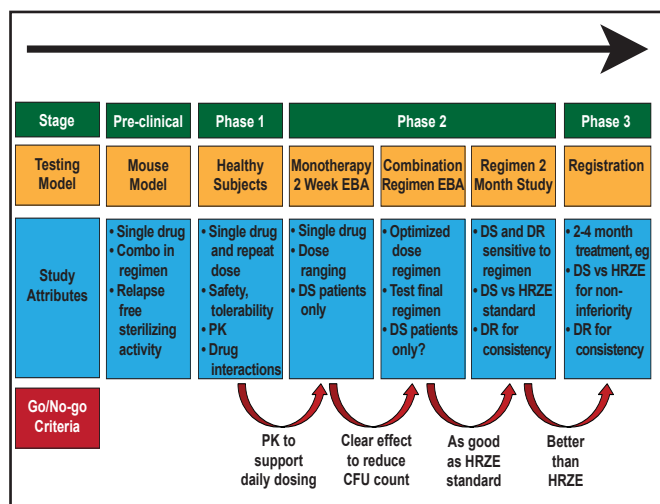 Stage
Pre-clinical
Phase 1
Phase 2
Phase 3
Testing
Model
Mouse
Model
Healthy
Subjects
Monotherapy
2 Week EBA
Combination
Regimen EBA
Regimen 2
Month Study
Registration
Study
Attributes
• Single drug
• Combo in
regimen
• Relapse
free
sterilizing
activity
• Single drug
and repeat
dose
• Safety,
tolerability
• PK
• Drug
interactions
• Single drug
• Dose
ranging
• DS patients
only
• Optimized
dose
regimen
• Test final
regimen
• DS patients
only?
• DS and DR
sensitive to
regimen
• DS vs HRZE
standard
• DR for
consistency
• 2-4 month
treatment, eg
• DS vs HRZE
for non-
inferiority
• DR for
consistency
Go/No-go
Criteria
PK to
support
daily dosing
Clear effect
to reduce
CFU count
As good
as HRZE
standard
Better
than
HRZE